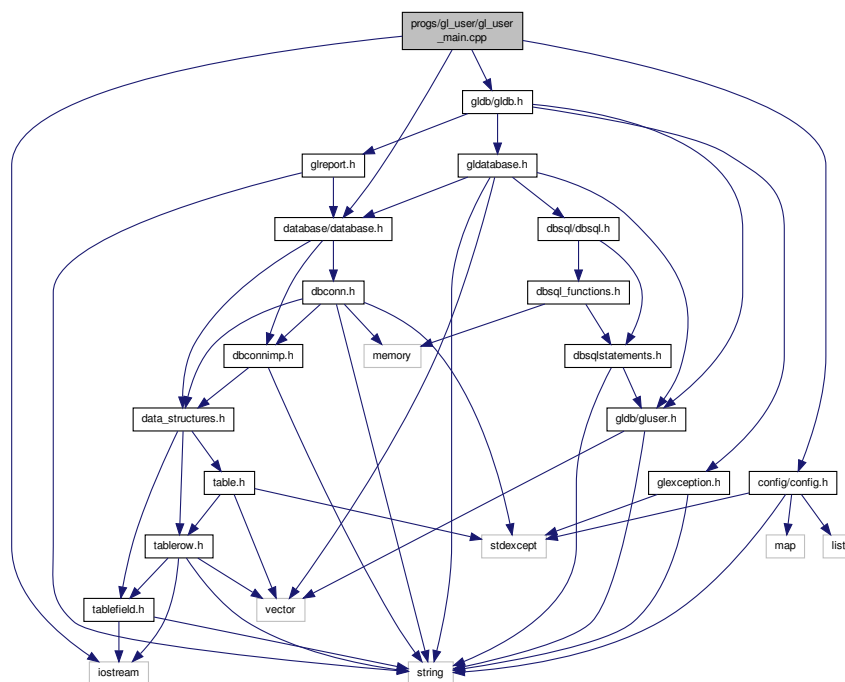 progs/gl_user/gl_user
_main.cpp
gldb/gldb.h
glreport.h
gldatabase.h
database/database.h
dbsql/dbsql.h
dbconn.h
dbsql_functions.h
dbconnimp.h
memory
dbsqlstatements.h
data_structures.h
gldb/gluser.h
table.h
glexception.h
config/config.h
tablerow.h
stdexcept
map
list
tablefield.h
vector
iostream
string